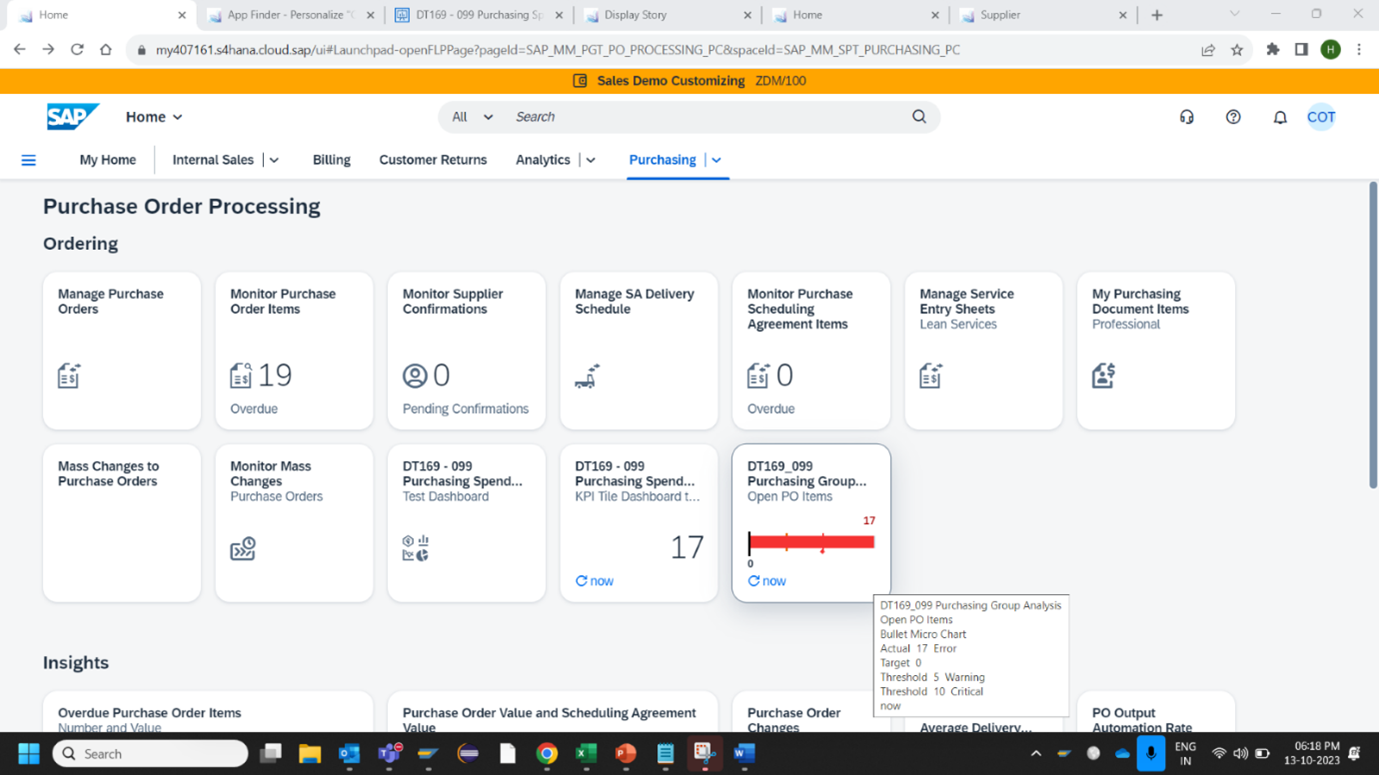 Home
App Finder - Personalize "
DT169 - 099 Purchasing Sp
Display Story
Home
Supplier
my407161.s4hana.cloud.sap/ui#Launchpad-openFLPPage?pageId=SAP_MM_PGT_PO_PROCESSING_PC&spaceId=SAP_MM_SPT_PURCHASING_PC
H
Sales Demo Customizing ZDM/100
SAP
Home
All
Search
COT
My Home
Internal Sales
Billing
Customer Returns
Analytics
Purchasing
Purchase Order Processing
Ordering
Manage Purchase
Orders
Monitor Purchase
Order Items
19
Overdue
Monitor Supplier
Confirmations
0
Pending Confirmations
Manage SA Delivery
Schedule
Monitor Purchase
Scheduling
Agreement Items
0
Overdue
Manage Service
Entry Sheets
Lean Services
My Purchasing
Document Items
Professional
Mass Changes to
Purchase Orders
Monitor Mass
Changes
Purchase Orders
DT169 - 099
Purchasing Spend...
Test Dashboard
DT169 - 099
Purchasing Spend...
KPI Tile Dashboard t...
17
now
DT169_099
Purchasing Group...
Open PO Items
17
0
now
DT169_099 Purchasing Group Analysis
Open PO Items
Bullet Micro Chart
Actual 17 Error
Target 0
Threshold 5 Warning
Threshold 10 Critical
now
Insights
Overdue Purchase Order Items
Number and Value
Purchase Order Value and Scheduling Agreement
Value
Purchase Order
Changes
Average Delivery...
PO Output
Automation Rate
Search
ENG
IN
06:18 PM
13-10-2023